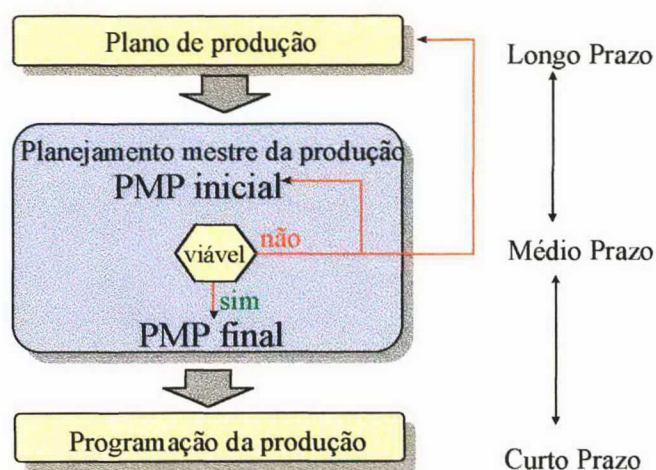 Plano de produção
Longo Prazo
Planejamento mestre da produção
PMP inicial
não
viável
Médio Prazo
sim
PMP final
Programação da produção
Curto Prazo